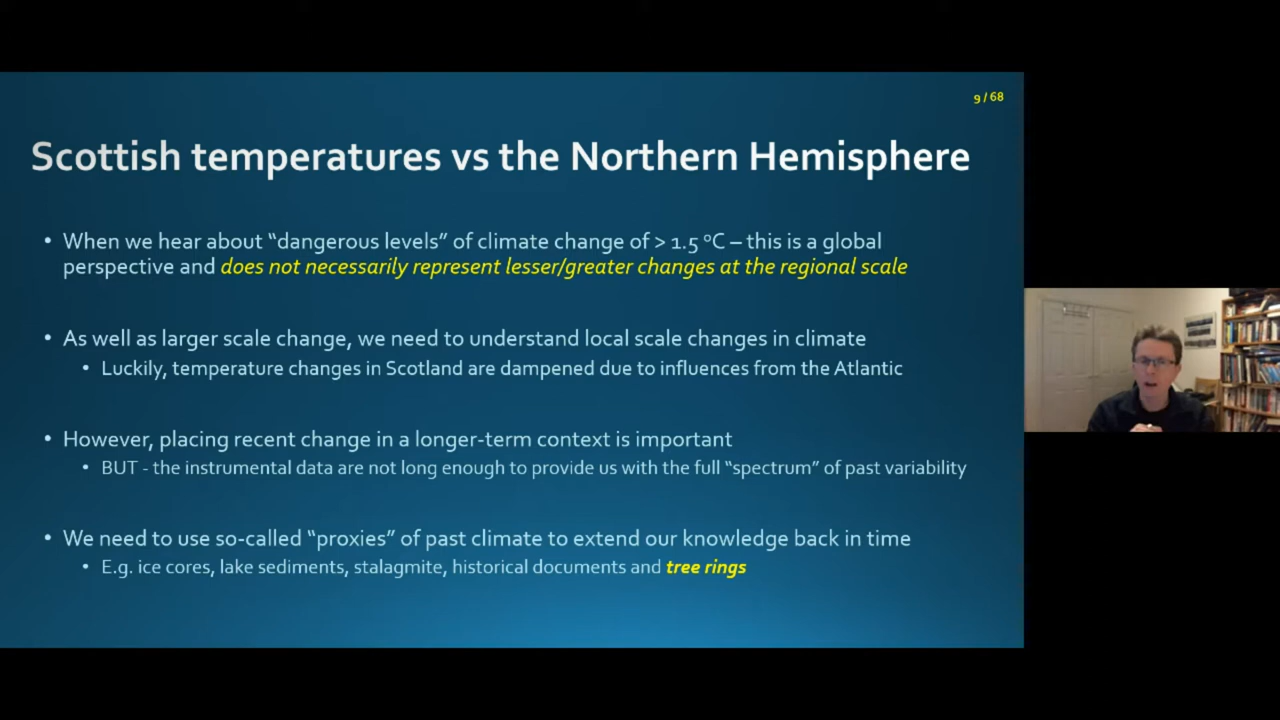 9 / 68
Scottish temperatures vs the Northern Hemisphere
• When we hear about “dangerous levels” of climate change of > 1.5 ºC – this is a global
perspective and does not necessarily represent lesser/greater changes at the regional scale
• As well as larger scale change, we need to understand local scale changes in climate
• Luckily, temperature changes in Scotland are dampened due to influences from the Atlantic
• However, placing recent change in a longer-term context is important
• BUT - the instrumental data are not long enough to provide us with the full “spectrum” of past variability
• We need to use so-called “proxies” of past climate to extend our knowledge back in time
• E.g. ice cores, lake sediments, stalagmite, historical documents and tree rings